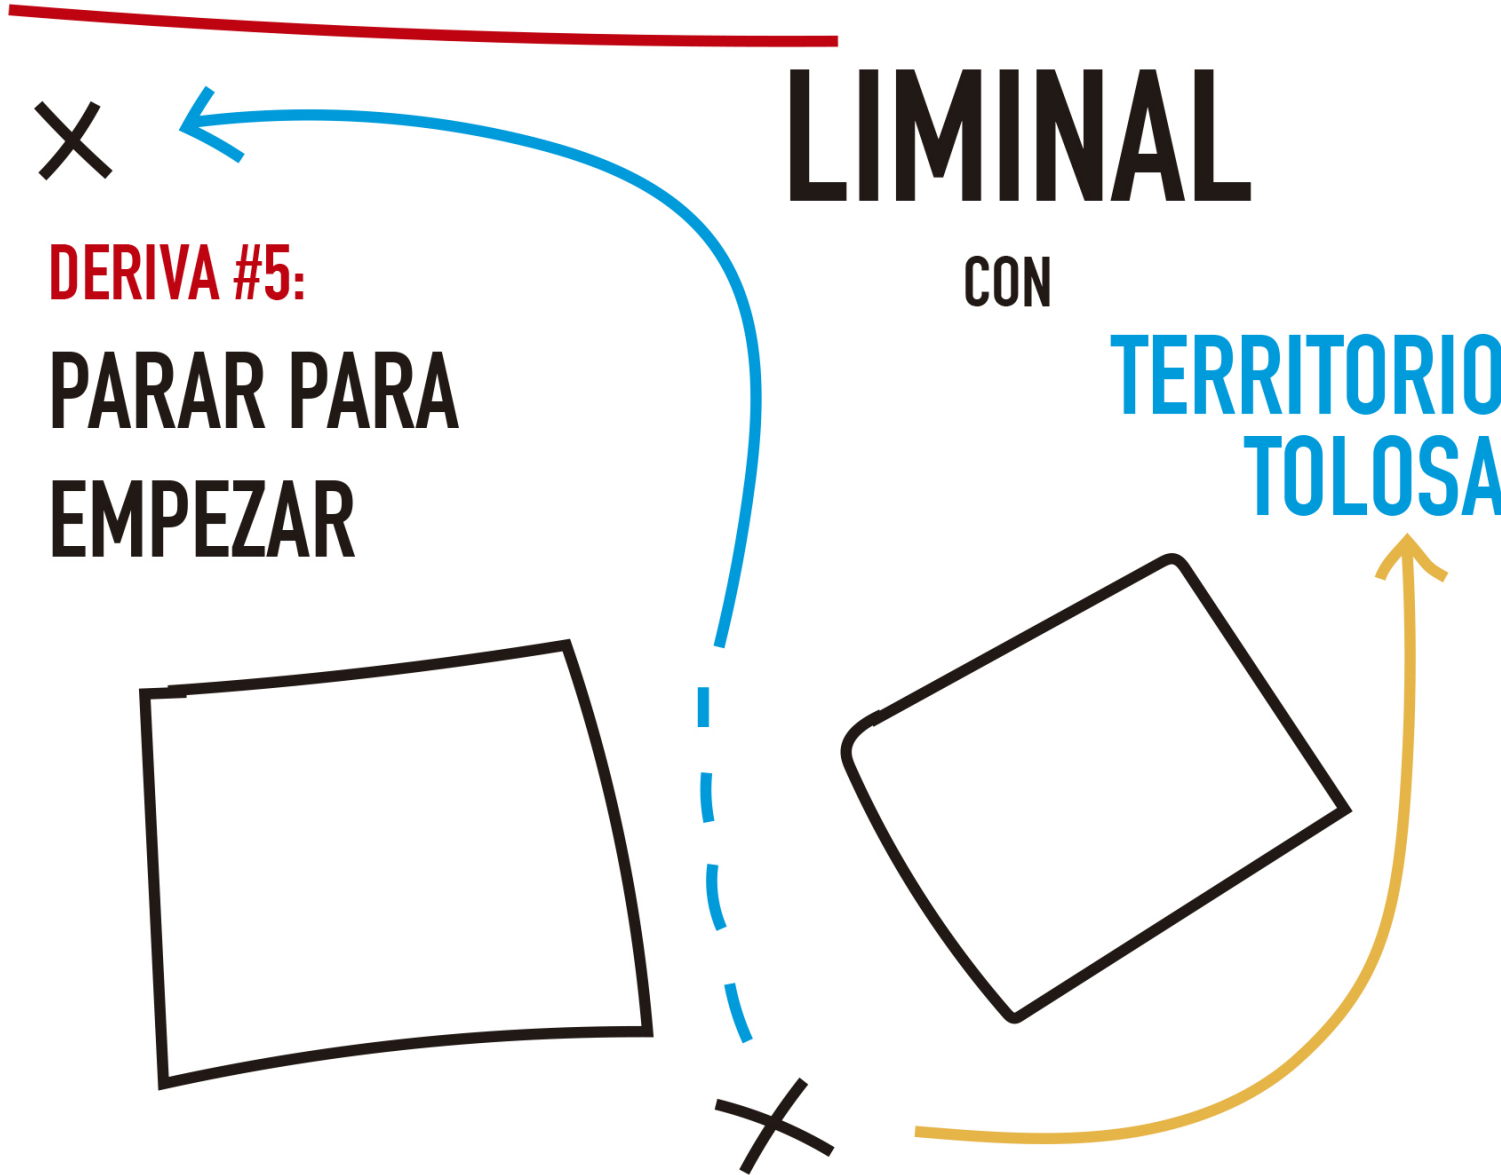 LIMINAL
CON
TERRITORIO
TOLOSA
DERIVA #5:
PARAR PARA
EMPEZAR